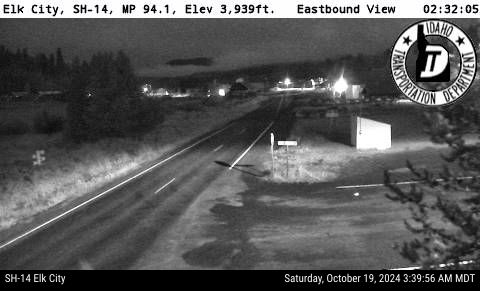 Elk City, SH-14, MP 94.1, Elev 3,939ft. Eastbound View 02:32:05
IDAHO
TRANSPORTATION DEPARTMENT
SH-14 Elk City Saturday, October 19, 2024 3:39:56 AM MDT